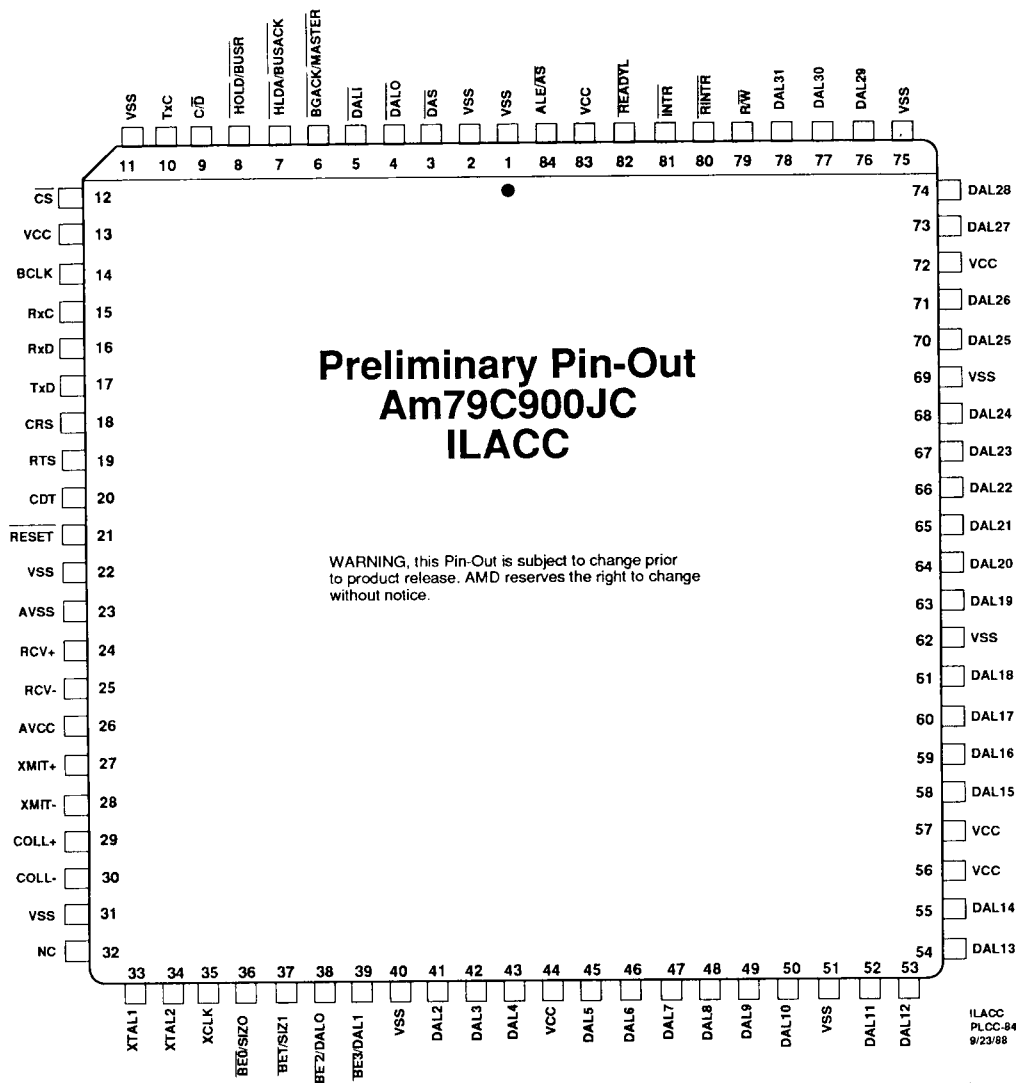 VSS
TxC
C/D
HOLD/BUSR
HLDA/BUSACK
BGACK/MASTER
DALI
DALO
DAS
VSS
VSS
ALE/AS
VCC
READYL
INTR
RINTR
R/W
DAL31
DAL30
DAL29
VSS
11 10 9 8 7 6 5 4 3 2 1 84 83 82 81 80 79 78 77 76 75
CS 12
VCC 13
BCLK 14
RxC 15
RxD 16
TxD 17
CRS 18
RTS 19
CDT 20
RESET 21
VSS 22
AVSS 23
RCV+ 24
RCV- 25
AVCC 26
XMIT+ 27
XMIT- 28
COLL+ 29
COLL- 30
VSS 31
NC 32
Preliminary Pin-Out
Am79C900JC
ILACC
WARNING, this Pin-Out is subject to change prior
to product release. AMD reserves the right to change
without notice.
74 DAL28
73 DAL27
72 VCC
71 DAL26
70 DAL25
69 VSS
68 DAL24
67 DAL23
66 DAL22
65 DAL21
64 DAL20
63 DAL19
62 VSS
61 DAL18
60 DAL17
59 DAL16
58 DAL15
57 VCC
56 VCC
55 DAL14
54 DAL13
33 34 35 36 37 38 39 40 41 42 43 44 45 46 47 48 49 50 51 52 53
XTAL1
XTAL2
XCLK
BE0/SIZ0
BE1/SIZ1
BE2/DAL0
BE3/DAL1
VSS
DAL2
DAL3
DAL4
VCC
DAL5
DAL6
DAL7
DAL8
DAL9
DAL10
VSS
DAL11
DAL12
ILACC
PLCC-84
9/23/88